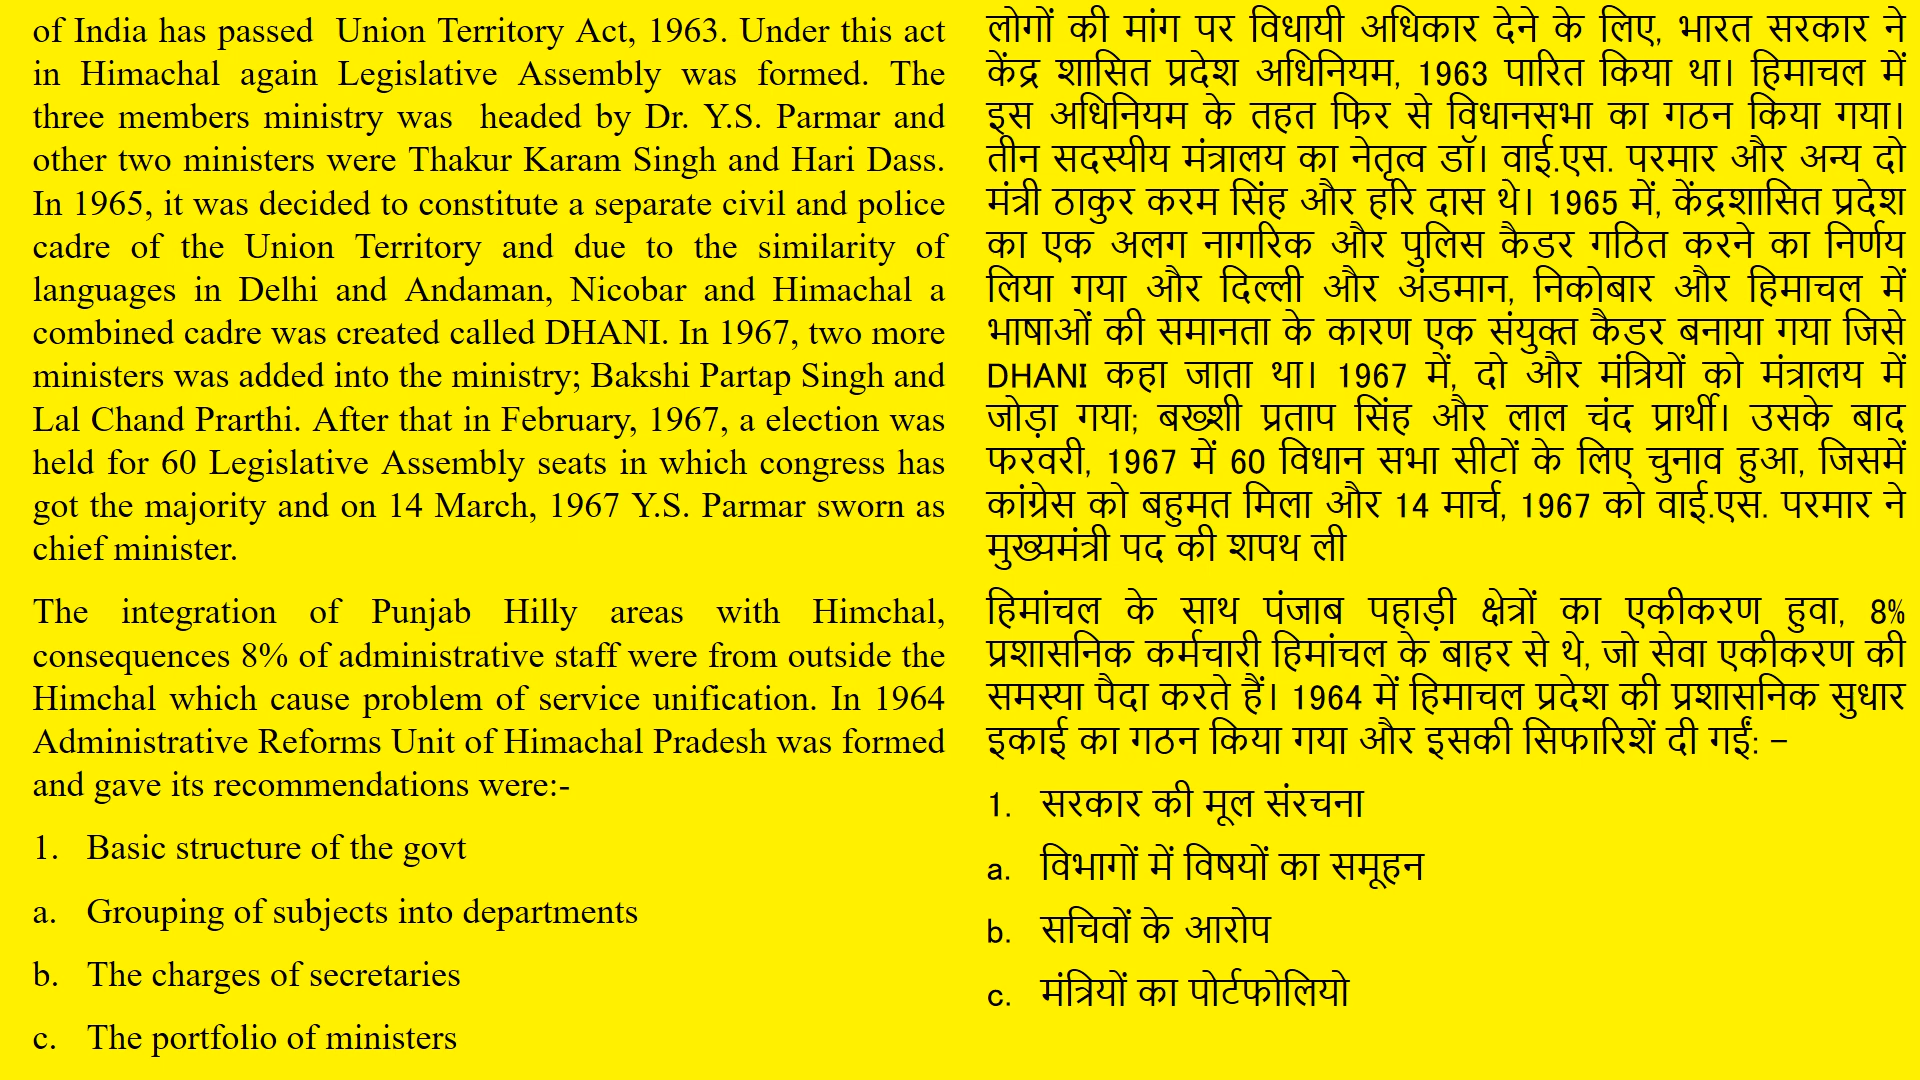 of India has passed  Union Territory Act, 1963. Under this act
in Himachal again Legislative Assembly was formed. The
three members ministry was  headed by Dr. Y.S. Parmar and
other two ministers were Thakur Karam Singh and Hari Dass.
In 1965, it was decided to constitute a separate civil and police
cadre of the Union Territory and due to the similarity of
languages in Delhi and Andaman, Nicobar and Himachal a
combined cadre was created called DHANI. In 1967, two more
ministers was added into the ministry; Bakshi Partap Singh and
Lal Chand Prarthi. After that in February, 1967, a election was
held for 60 Legislative Assembly seats in which congress has
got the majority and on 14 March, 1967 Y.S. Parmar sworn as
chief minister.
The integration of Punjab Hilly areas with Himchal,
consequences 8% of administrative staff were from outside the
Himchal which cause problem of service unification. In 1964
Administrative Reforms Unit of Himachal Pradesh was formed
and gave its recommendations were:-
1. Basic structure of the govt
a. Grouping of subjects into departments
b. The charges of secretaries
c. The portfolio of ministers
लोगों की मांग पर विधायी अधिकार देने के लिए, भारत सरकार ने
केंद्र शासित प्रदेश अधिनियम, 1963 पारित किया था। हिमाचल में
इस अधिनियम के तहत फिर से विधानसभा का गठन किया गया।
तीन सदस्यीय मंत्रालय का नेतृत्व डॉ। वाई.एस. परमार और अन्य दो
मंत्री ठाकुर करम सिंह और हरि दास थे। 1965 में, केंद्रशासित प्रदेश
का एक अलग नागरिक और पुलिस कैडर गठित करने का निर्णय
लिया गया और दिल्ली और अंडमान, निकोबार और हिमाचल में
भाषाओं की समानता के कारण एक संयुक्त कैडर बनाया गया जिसे
DHANI कहा जाता था। 1967 में, दो और मंत्रियों को मंत्रालय में
जोड़ा गया; बख्शी प्रताप सिंह और लाल चंद प्रार्थी। उसके बाद
फरवरी, 1967 में 60 विधान सभा सीटों के लिए चुनाव हुआ, जिसमें
कांग्रेस को बहुमत मिला और 14 मार्च, 1967 को वाई.एस. परमार ने
मुख्यमंत्री पद की शपथ ली
हिमांचल के साथ पंजाब पहाड़ी क्षेत्रों का एकीकरण हुवा, 8%
प्रशासनिक कर्मचारी हिमांचल के बाहर से थे, जो सेवा एकीकरण की
समस्या पैदा करते हैं। 1964 में हिमाचल प्रदेश की प्रशासनिक सुधार
इकाई का गठन किया गया और इसकी सिफारिशें दी गईं: –
1. सरकार की मूल संरचना
a. विभागों में विषयों का समूहन
b. सचिवों के आरोप
c. मंत्रियों का पोर्टफोलियो